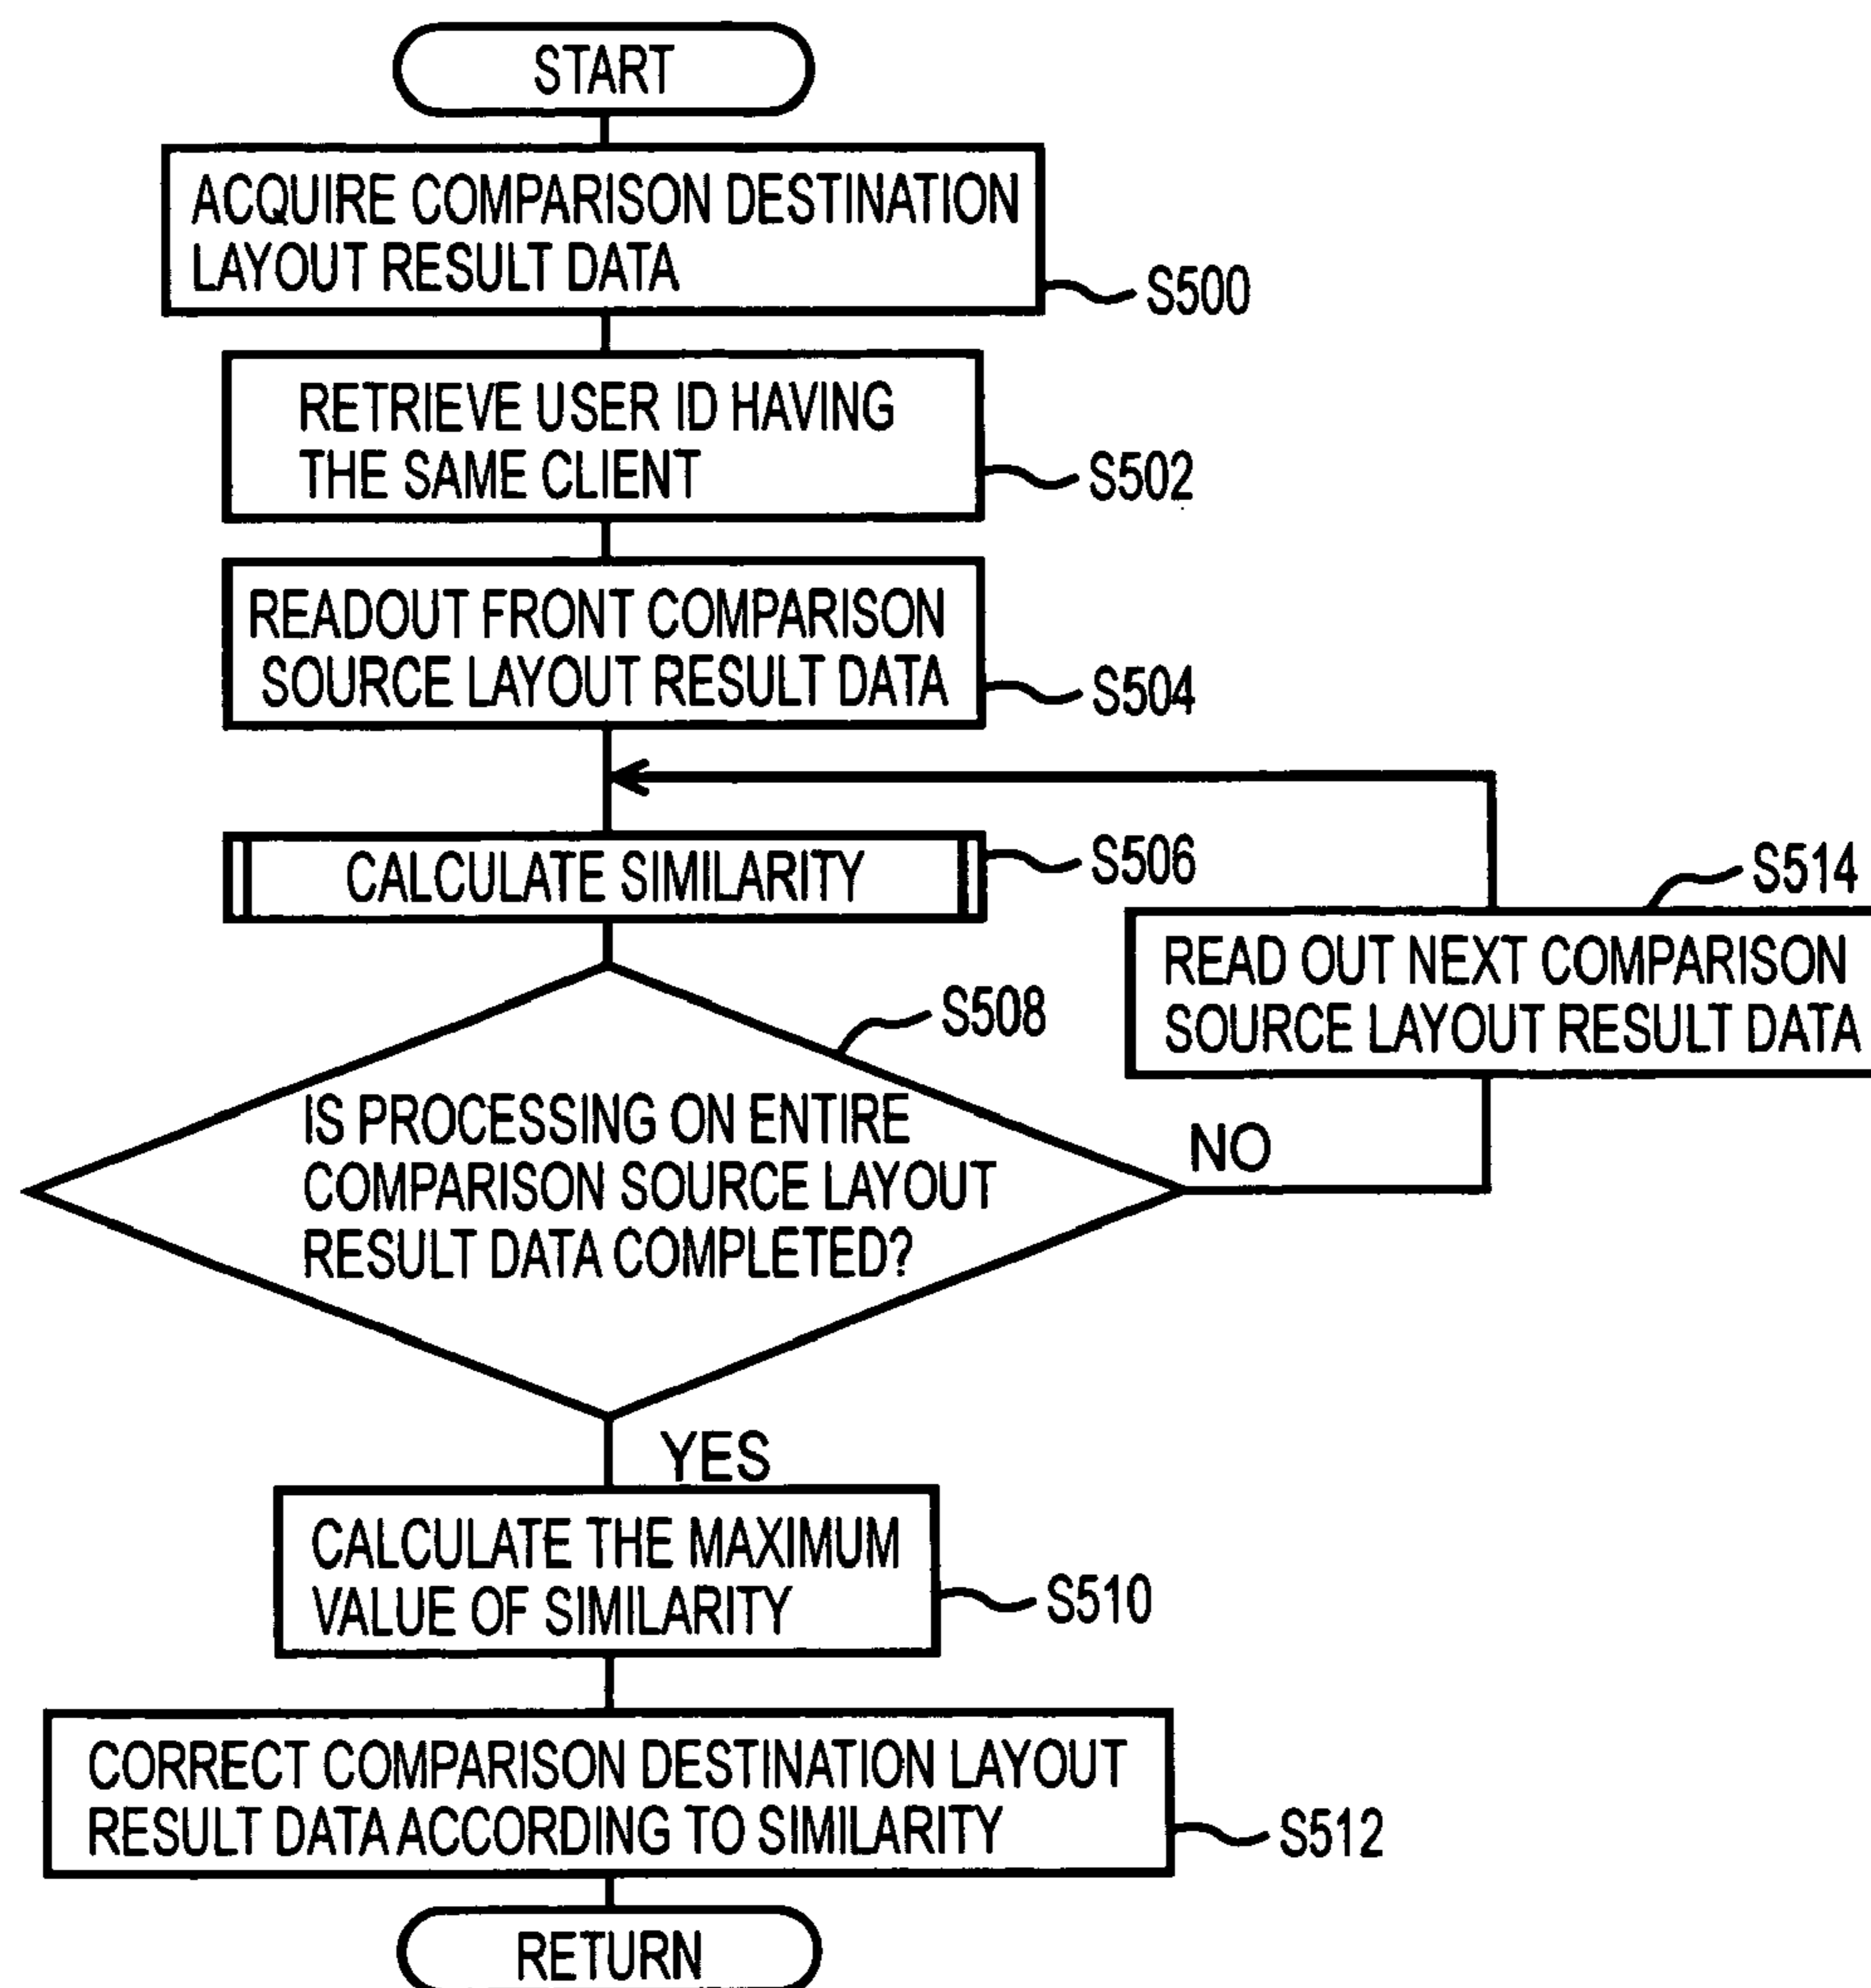 START
ACQUIRE COMPARISON DESTINATION
LAYOUT RESULT DATA
S500
RETRIEVE USER ID HAVING
THE SAME CLIENT
S502
READOUT FRONT COMPARISON
SOURCE LAYOUT RESULT DATA
S504
CALCULATE SIMILARITY
S506
S514
READ OUT NEXT COMPARISON
SOURCE LAYOUT RESULT DATA
S508
IS PROCESSING ON ENTIRE
COMPARISON SOURCE LAYOUT
RESULT DATA COMPLETED?
NO
YES
CALCULATE THE MAXIMUM
VALUE OF SIMILARITY
S510
CORRECT COMPARISON DESTINATION LAYOUT
RESULT DATA ACCORDING TO SIMILARITY
S512
RETURN